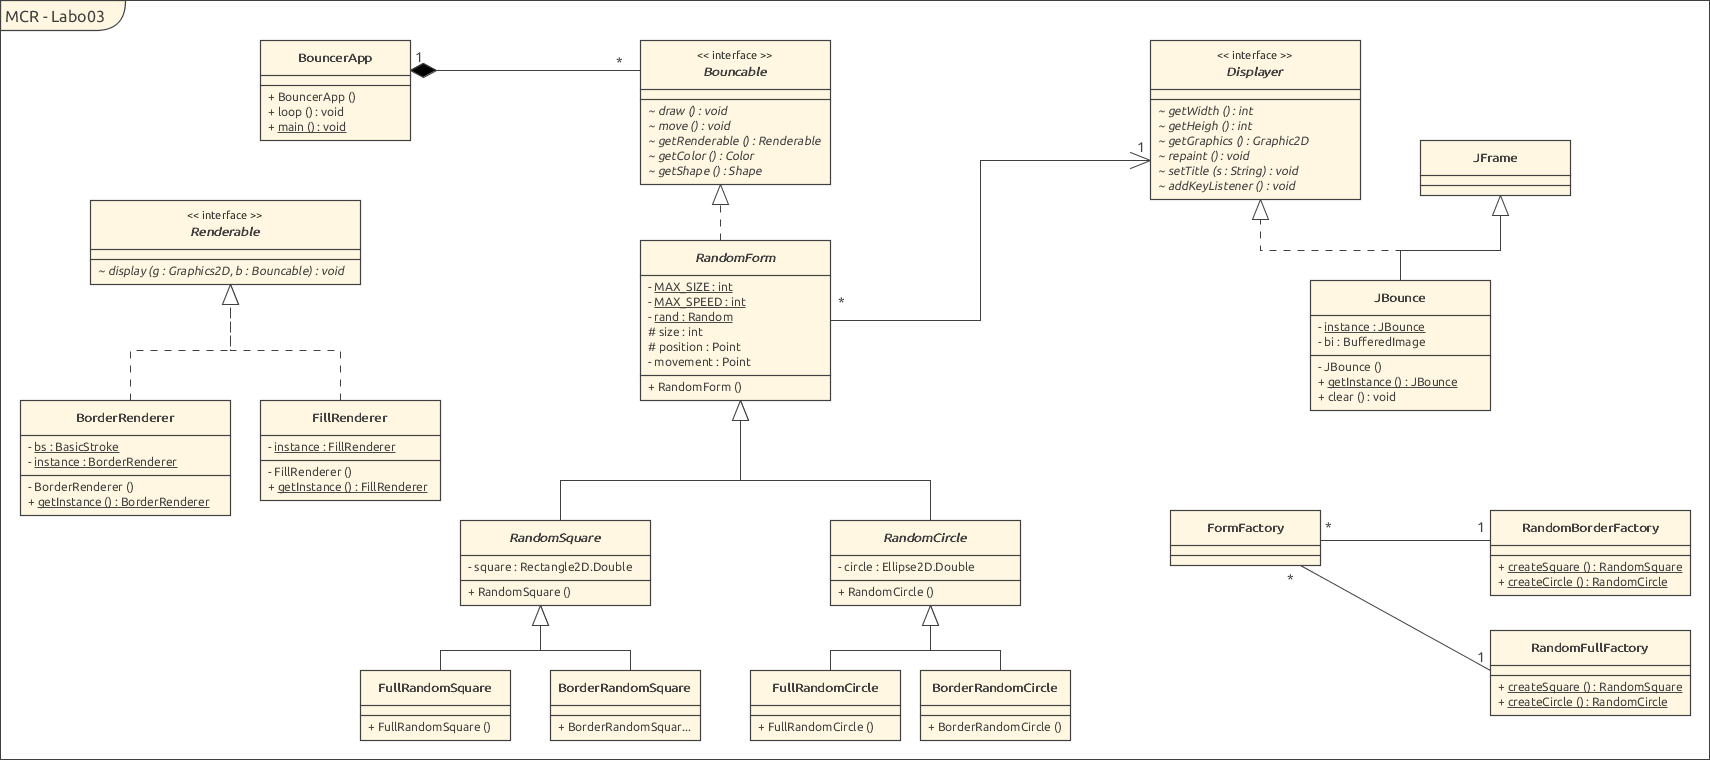 MCR - Labo03
BouncerApp
+ BouncerApp ()
+ loop () : void
+ main () : void
1
*
<< interface >>
Bouncable
~ draw () : void
~ move () : void
~ getRenderable () : Renderable
~ getColor () : Color
~ getShape () : Shape
<< interface >>
Displayer
~ getWidth () : int
~ getHeigh () : int
~ getGraphics () : Graphic2D
~ repaint () : void
~ setTitle (s : String) : void
~ addKeyListener () : void
1
JFrame
<< interface >>
Renderable
~ display (g : Graphics2D, b : Bouncable) : void
RandomForm
- MAX_SIZE : int
- MAX_SPEED : int
- rand : Random
# size : int
# position : Point
- movement : Point
+ RandomForm ()
*
JBounce
- instance : JBounce
- bi : BufferedImage
- JBounce ()
+ getInstance () : JBounce
+ clear () : void
BorderRenderer
- bs : BasicStroke
- instance : BorderRenderer
- BorderRenderer ()
+ getInstance () : BorderRenderer
FillRenderer
- instance : FillRenderer
- FillRenderer ()
+ getInstance () : FillRenderer
RandomSquare
- square : Rectangle2D.Double
+ RandomSquare ()
RandomCircle
- circle : Ellipse2D.Double
+ RandomCircle ()
FormFactory
*
1
*
1
RandomBorderFactory
+ createSquare () : RandomSquare
+ createCircle () : RandomCircle
RandomFullFactory
+ createSquare () : RandomSquare
+ createCircle () : RandomCircle
FullRandomSquare
+ FullRandomSquare ()
BorderRandomSquare
+ BorderRandomSquar...
FullRandomCircle
+ FullRandomCircle ()
BorderRandomCircle
+ BorderRandomCircle ()